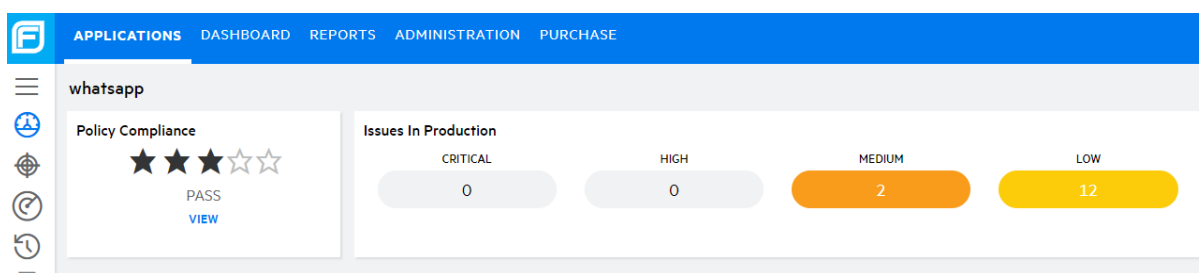 APPLICATIONS DASHBOARD REPORTS ADMINISTRATION PURCHASE
whatsapp
Policy Compliance
PASS
VIEW
Issues In Production
CRITICAL HIGH MEDIUM LOW
0 0 2 12